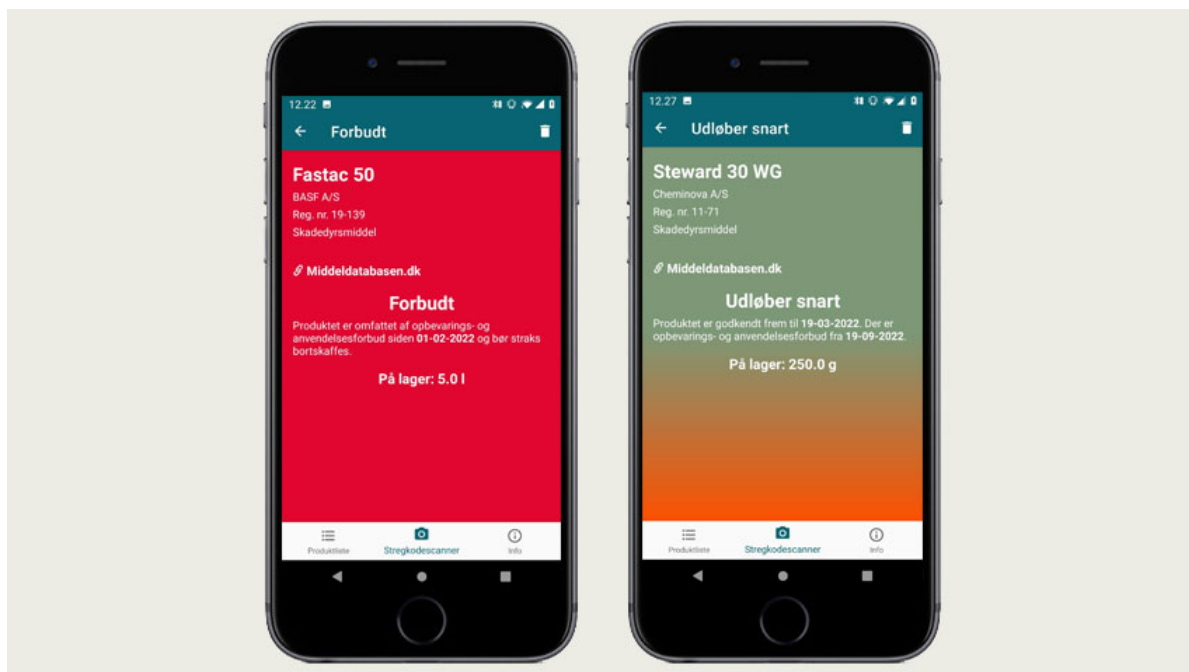 12.22
Forbudt
Fastac 50
BASF A/S
Reg. nr. 19-139
Skadedyrsmiddel
Middeldatabasen.dk
Forbudt
Produktet er omfattet af opbevarings- og
anvendelsesforbud siden 01-02-2022 og bør straks
bortskaffes.
På lager: 5.0 l
Produktliste
Stregkodescanner
Info
12.27
Udløber snart
Steward 30 WG
Cheminova A/S
Reg. nr. 11-71
Skadedyrsmiddel
Middeldatabasen.dk
Udløber snart
Produktet er godkendt frem til 19-03-2022. Der er
opbevarings- og anvendelsesforbud fra 19-09-2022.
På lager: 250.0 g
Produktliste
Stregkodescanner
Info